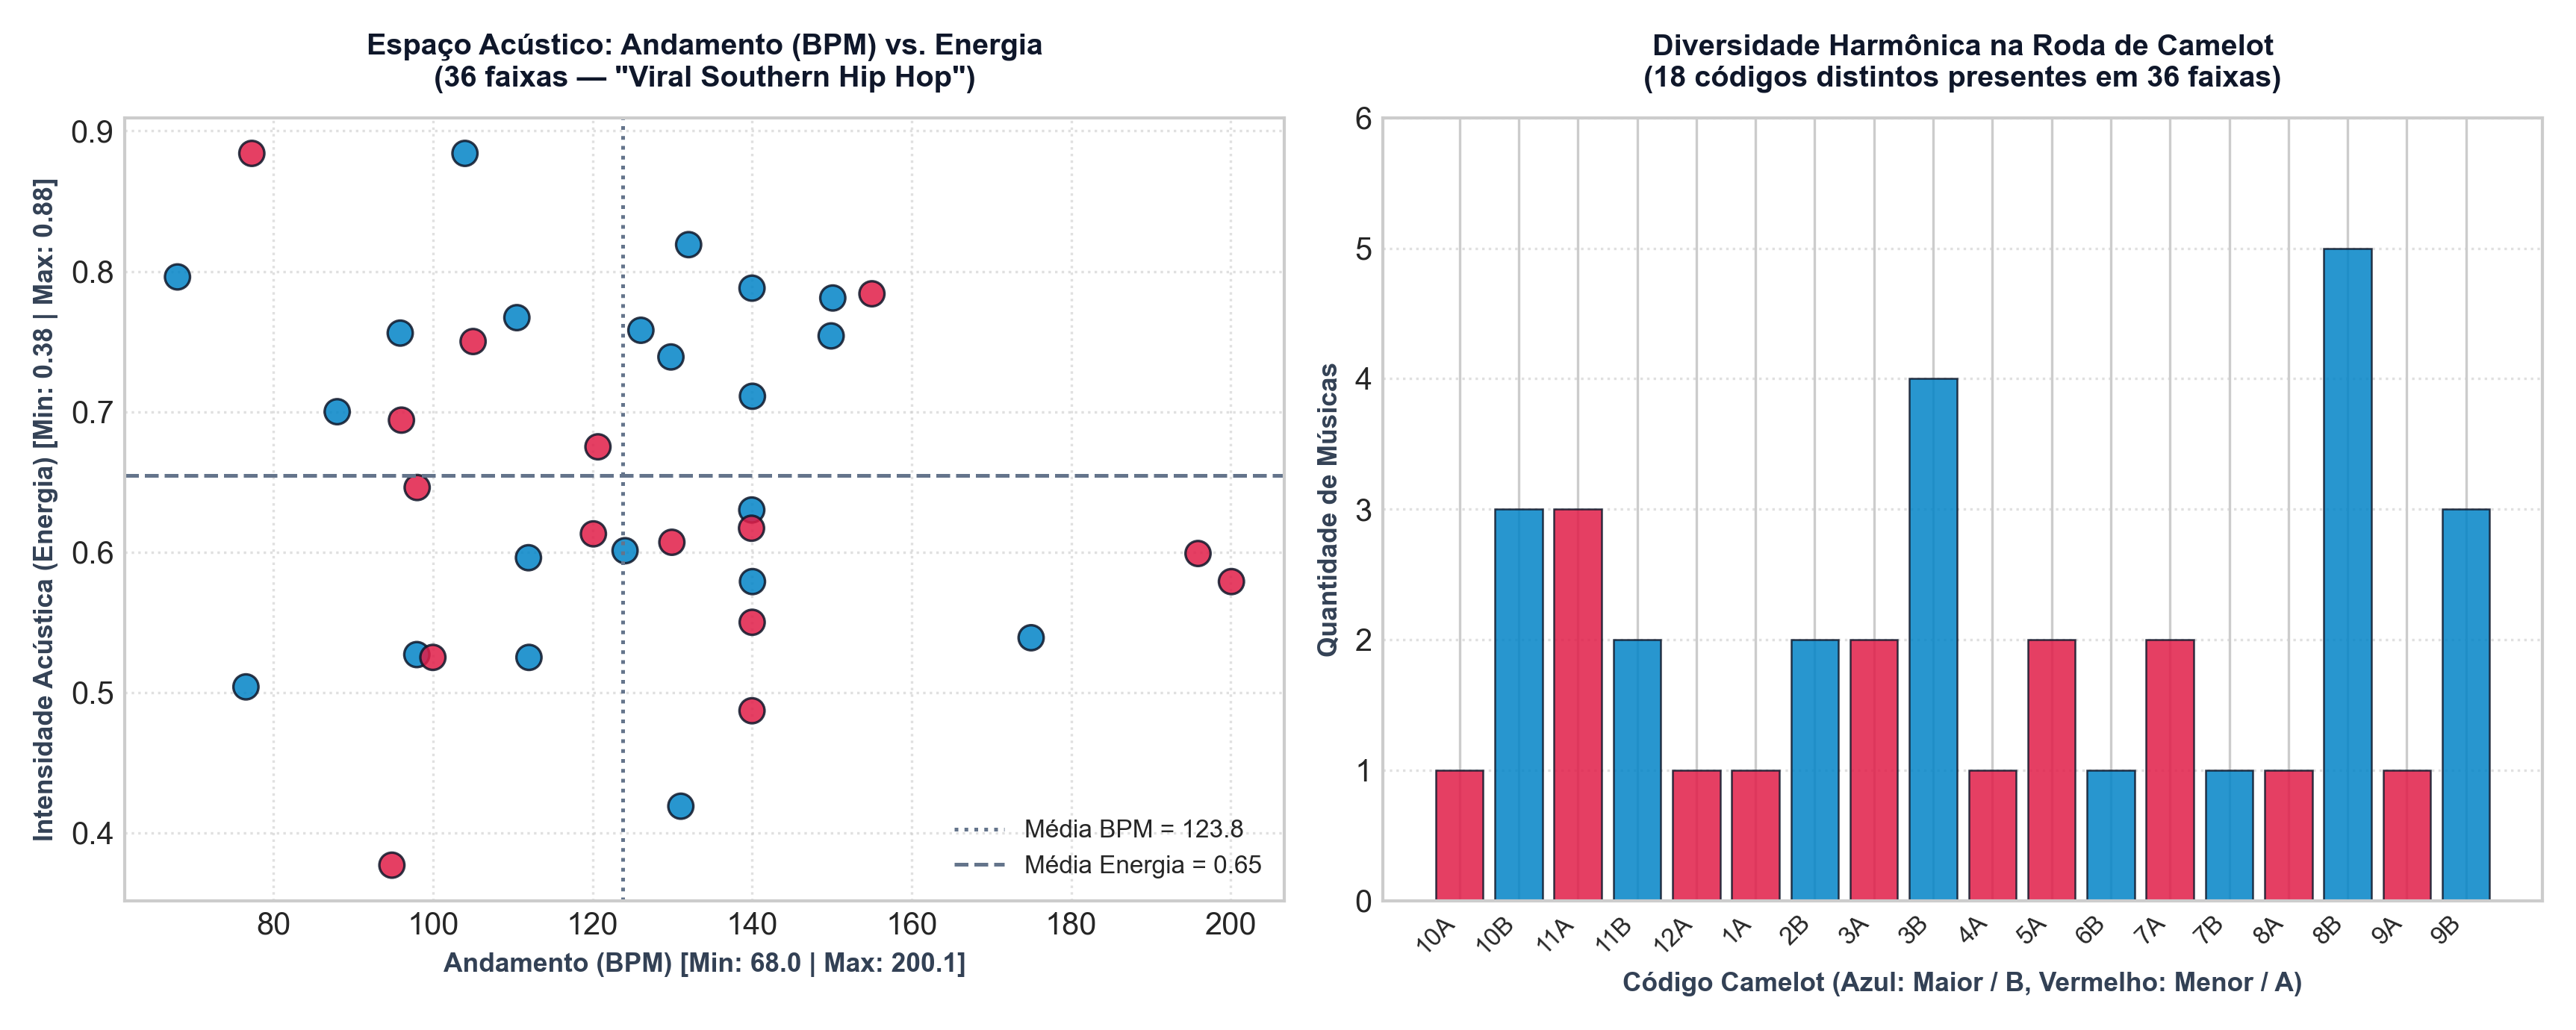 Espaço Acústico: Andamento (BPM) vs. Energia
(36 faixas — "Viral Southern Hip Hop")
Intensidade Acústica (Energia) [Min: 0.38 | Max: 0.88]
0.9
0.8
0.7
0.6
0.5
0.4
Média BPM = 123.8
Média Energia = 0.65
80
100
120
140
160
180
200
Andamento (BPM) [Min: 68.0 | Max: 200.1]
Diversidade Harmônica na Roda de Camelot
(18 códigos distintos presentes em 36 faixas)
Quantidade de Músicas
6
5
4
3
2
1
0
10A
10B
11A
11B
12A
1A
2B
3A
3B
4A
5A
6B
7A
7B
8A
8B
9A
9B
Código Camelot (Azul: Maior / B, Vermelho: Menor / A)